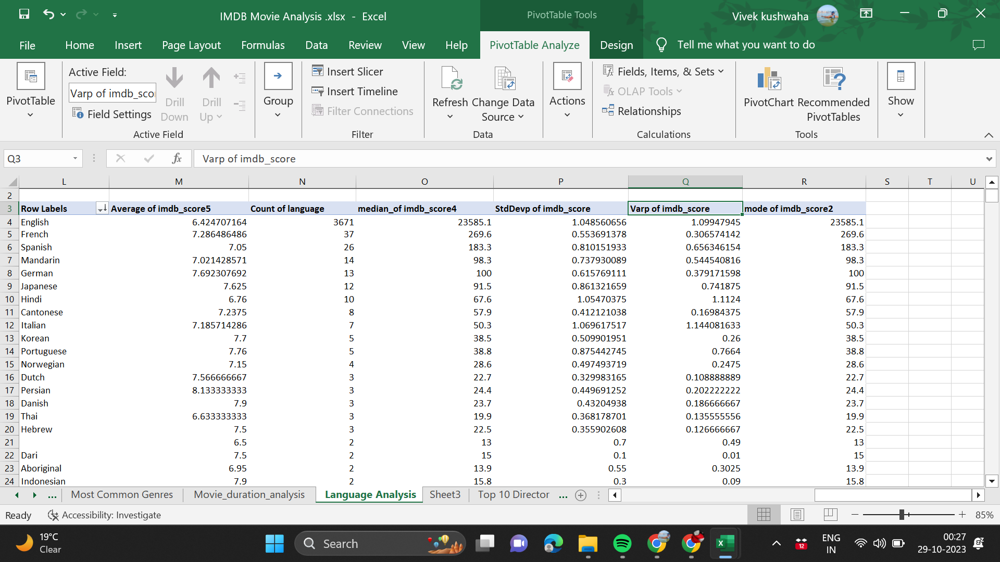 IMDB Movie Analysis .xlsx - Excel
PivotTable Tools
Vivek kushwaha
File Home Insert Page Layout Formulas Data Review View Help PivotTable Analyze Design Tell me what you want to do
PivotTable
Active Field:
Varp of imdb_sco
Field Settings
Drill Down
Drill Up
Active Field
Group
Insert Slicer
Insert Timeline
Filter Connections
Filter
Refresh
Change Data Source
Data
Actions
Fields, Items, & Sets
OLAP Tools
Relationships
Calculations
PivotChart
Recommended PivotTables
Tools
Show
Q3 fx Varp of imdb_score
L M N O P Q R S T U
2
3 Row Labels Average of imdb_score5 Count of language median_of imdb_score4 StdDevp of imdb_score Varp of imdb_score mode of imdb_score2
4 English 6.424707164 3671 23585.1 1.048560656 1.09947945 23585.1
5 French 7.286486486 37 269.6 0.553691378 0.306574142 269.6
6 Spanish 7.05 26 183.3 0.810151933 0.656346154 183.3
7 Mandarin 7.021428571 14 98.3 0.737930089 0.544540816 98.3
8 German 7.692307692 13 100 0.615769111 0.379171598 100
9 Japanese 7.625 12 91.5 0.861321659 0.741875 91.5
10 Hindi 6.76 10 67.6 1.05470375 1.1124 67.6
11 Cantonese 7.2375 8 57.9 0.412121038 0.16984375 57.9
12 Italian 7.185714286 7 50.3 1.069617517 1.144081633 50.3
13 Korean 7.7 5 38.5 0.509901951 0.26 38.5
14 Portuguese 7.76 5 38.8 0.875442745 0.7664 38.8
15 Norwegian 7.15 4 28.6 0.497493719 0.2475 28.6
16 Dutch 7.566666667 3 22.7 0.329983165 0.108888889 22.7
17 Persian 8.133333333 3 24.4 0.449691252 0.202222222 24.4
18 Danish 7.9 3 23.7 0.43204938 0.186666667 23.7
19 Thai 6.633333333 3 19.9 0.368178701 0.135555556 19.9
20 Hebrew 7.5 3 22.5 0.355902608 0.126666667 22.5
21 6.5 2 13 0.7 0.49 13
22 Dari 7.5 2 15 0.1 0.01 15
23 Aboriginal 6.95 2 13.9 0.55 0.3025 13.9
24 Indonesian 7.9 2 15.8 0.3 0.09 15.8
... Most Common Genres Movie_duration_analysis Language Analysis Sheet3 Top 10 Director ...
Ready Accessibility: Investigate 85%
19°C
Clear
Search
12
ENG
IN
00:27
29-10-2023